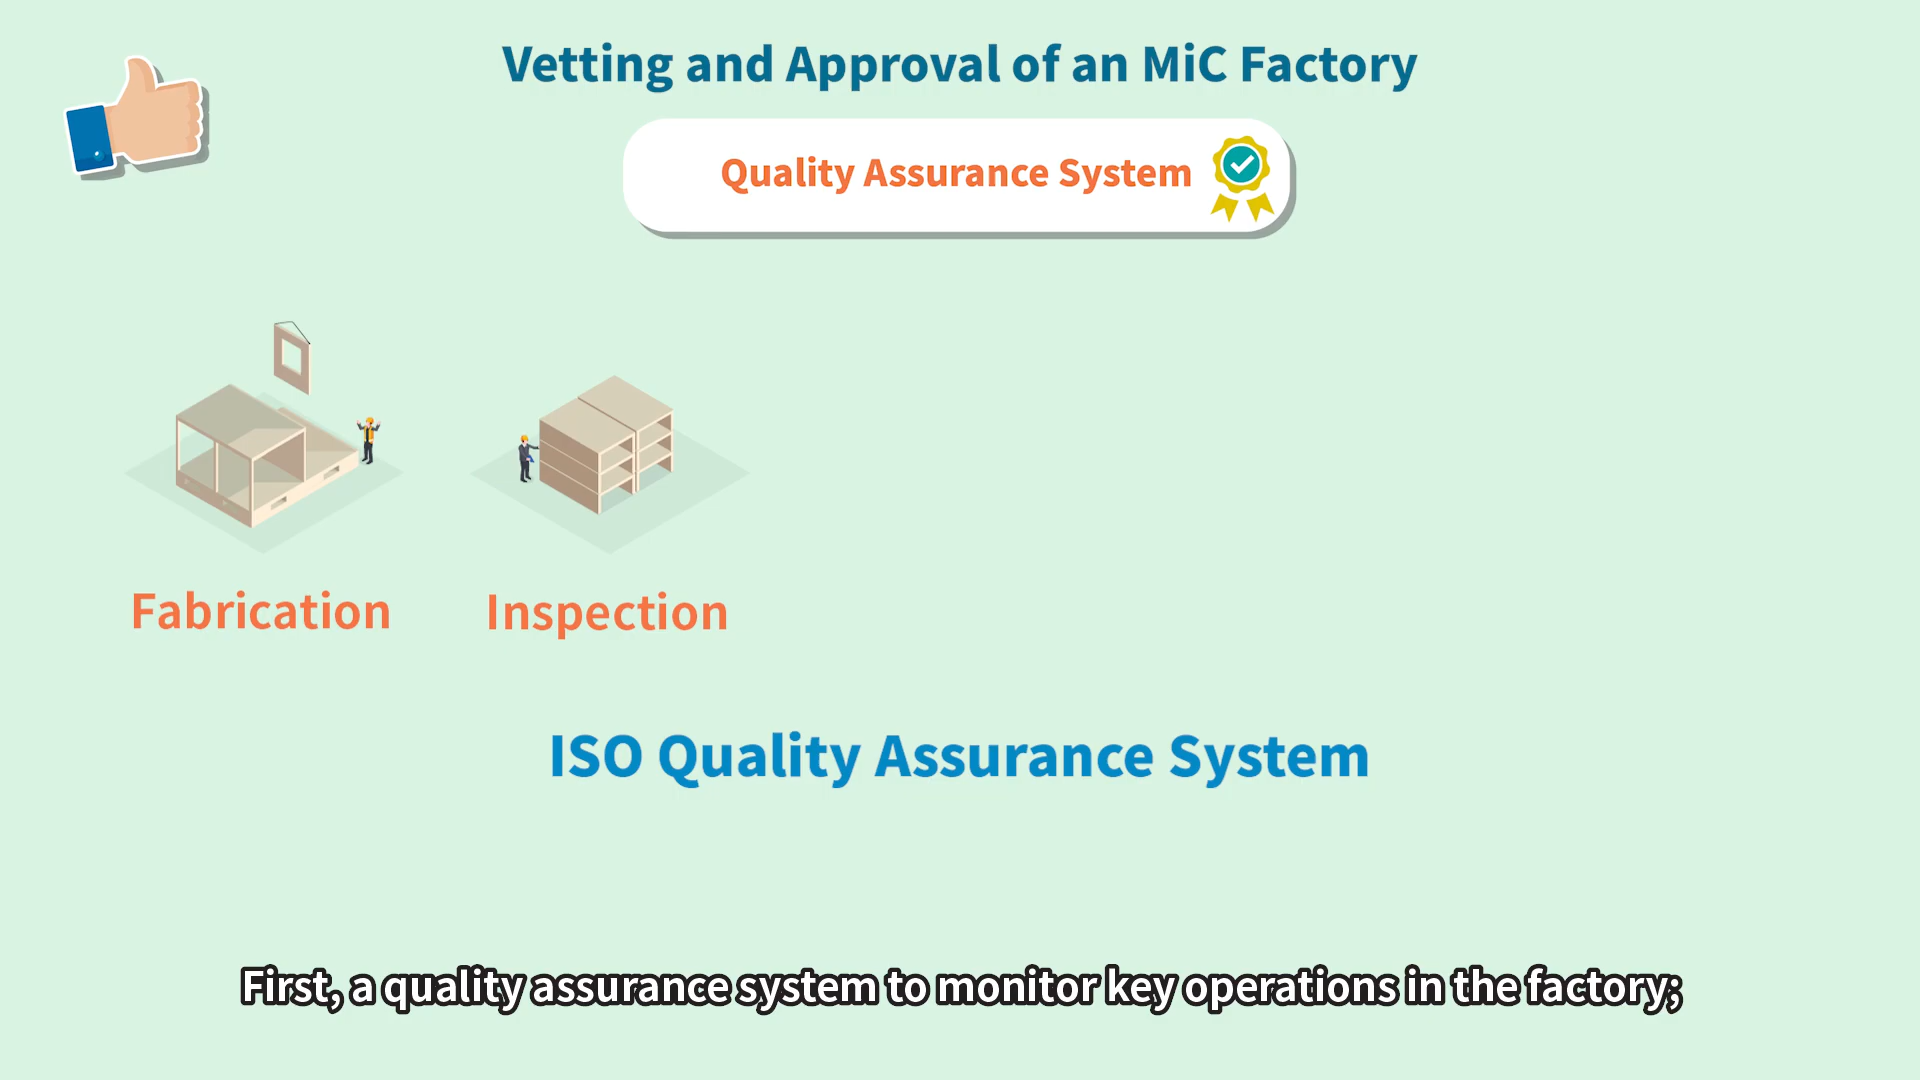 Vetting and Approval of an MiC Factory
Quality Assurance System
Fabrication
Inspection
ISO Quality Assurance System
First, a quality assurance system to monitor key operations in the factory;